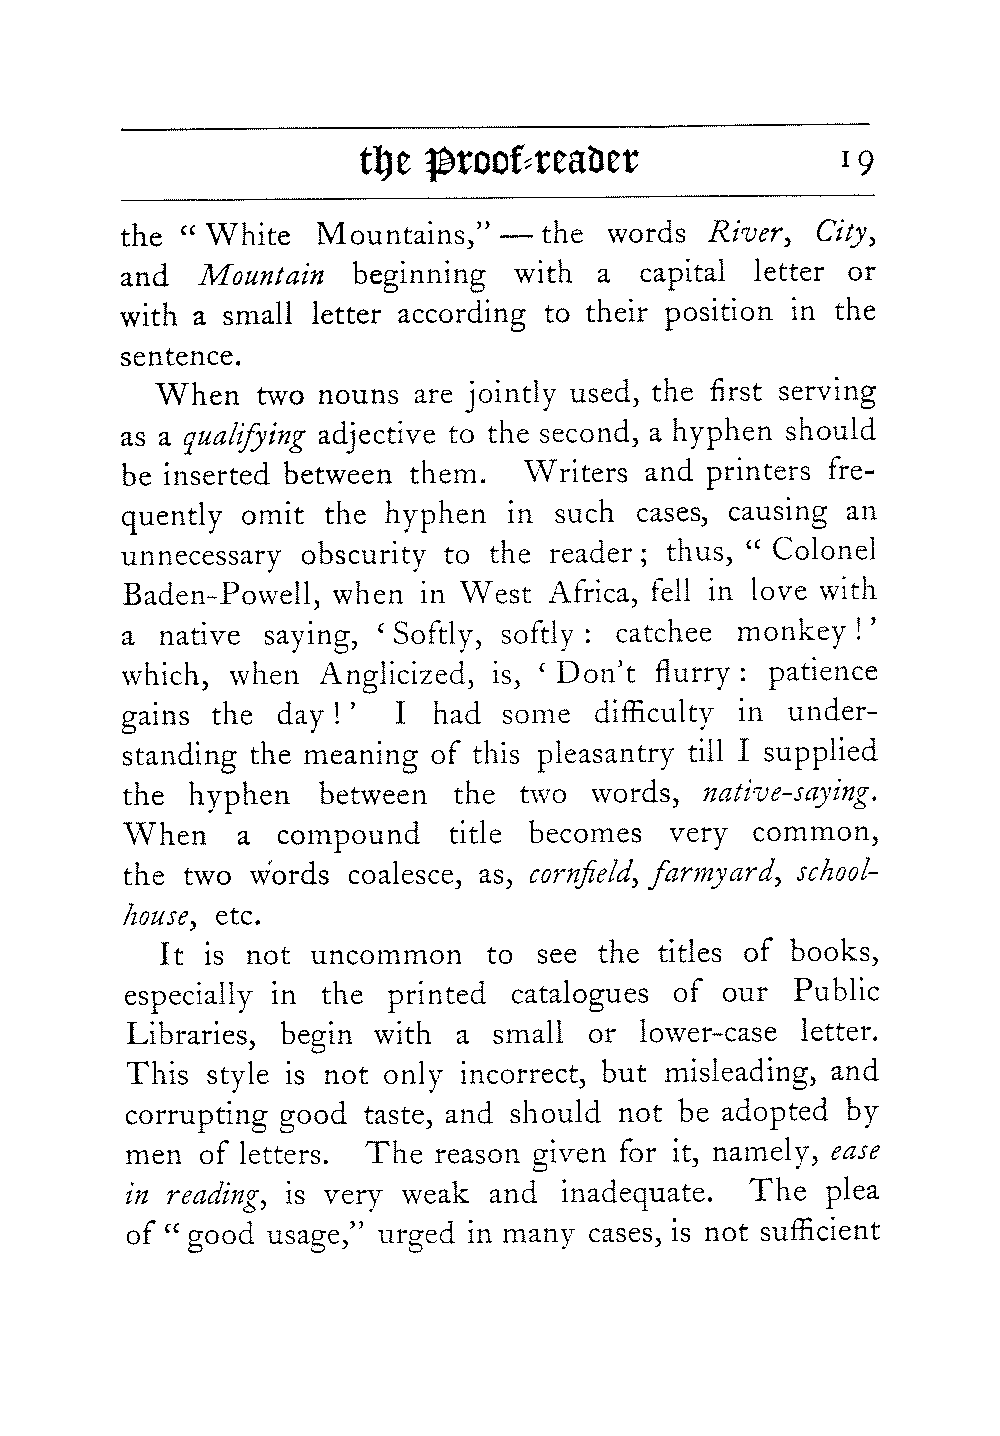 the Proof-reader 19
the “ White Mountains,” — the words River, City,
and Mountain beginning with a capital letter or
with a small letter according to their position in the
sentence.
When two nouns are jointly used, the first serving
as a qualifying adjective to the second, a hyphen should
be inserted between them. Writers and printers fre-
quently omit the hyphen in such cases, causing an
unnecessary obscurity to the reader ; thus, “ Colonel
Baden-Powell, when in West Africa, fell in love with
a native saying, ‘ Softly, softly : catchee monkey ! ’
which, when Anglicized, is, ‘ Don’t flurry : patience
gains the day ! ’ I had some difficulty in under-
standing the meaning of this pleasantry till I supplied
the hyphen between the two words, native-saying.
When a compound title becomes very common,
the two words coalesce, as, cornfield, farmyard, school-
house, etc.
It is not uncommon to see the titles of books,
especially in the printed catalogues of our Public
Libraries, begin with a small or lower-case letter.
This style is not only incorrect, but misleading, and
corrupting good taste, and should not be adopted by
men of letters. The reason given for it, namely, ease
in reading, is very weak and inadequate. The plea
of “ good usage,” urged in many cases, is not sufficient